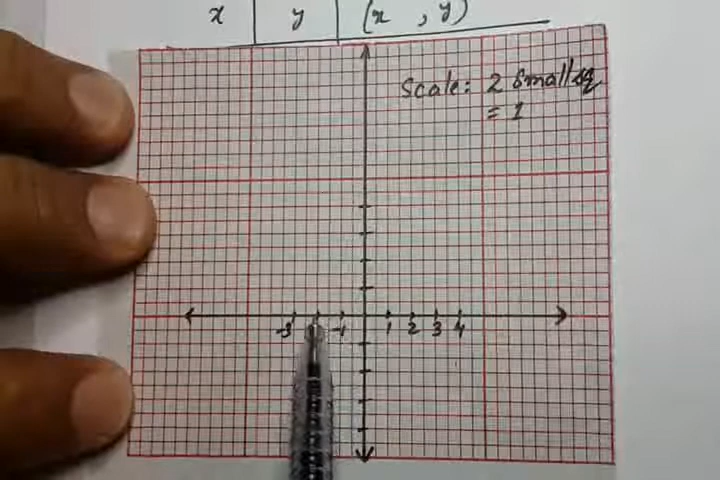 x y (x , y)
Scale: 2 small sq
= 1
-3 -1 1 2 3 4